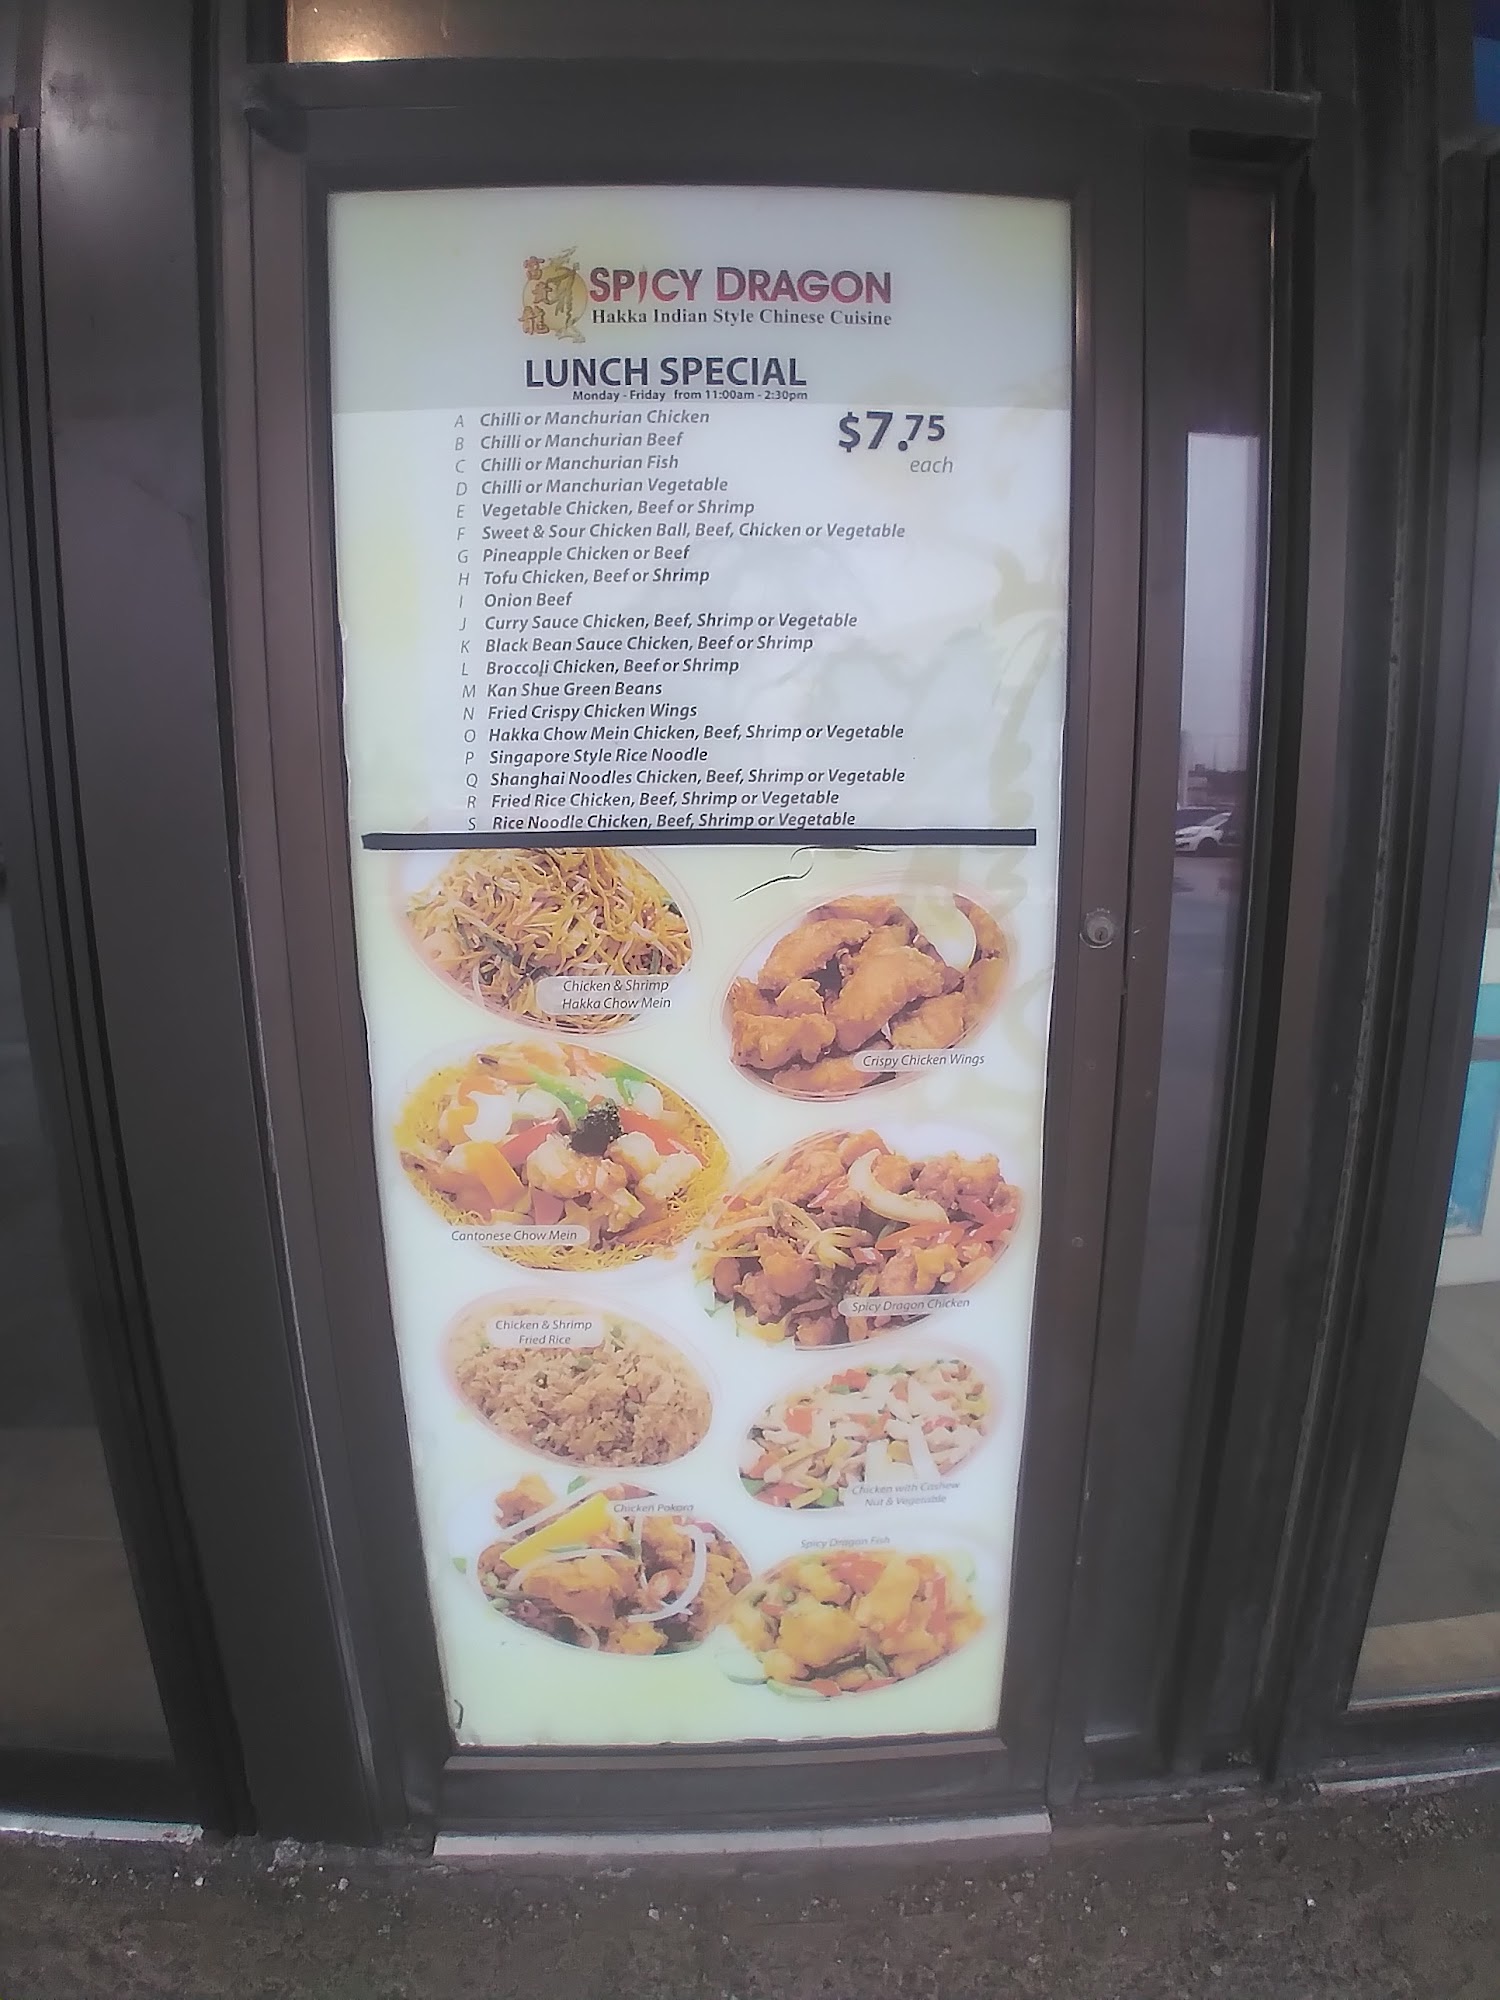 富貴龍
SPICY DRAGON
Hakka Indian Style Chinese Cuisine
LUNCH SPECIAL
Monday - Friday from 11:00am - 2:30pm
$7.75
each
A Chilli or Manchurian Chicken
B Chilli or Manchurian Beef
C Chilli or Manchurian Fish
D Chilli or Manchurian Vegetable
E Vegetable Chicken, Beef or Shrimp
F Sweet & Sour Chicken Ball, Beef, Chicken or Vegetable
G Pineapple Chicken or Beef
H Tofu Chicken, Beef or Shrimp
I Onion Beef
J Curry Sauce Chicken, Beef, Shrimp or Vegetable
K Black Bean Sauce Chicken, Beef or Shrimp
L Broccoli Chicken, Beef or Shrimp
M Kan Shue Green Beans
N Fried Crispy Chicken Wings
O Hakka Chow Mein Chicken, Beef, Shrimp or Vegetable
P Singapore Style Rice Noodle
Q Shanghai Noodles Chicken, Beef, Shrimp or Vegetable
R Fried Rice Chicken, Beef, Shrimp or Vegetable
S Rice Noodle Chicken, Beef, Shrimp or Vegetable
Chicken & Shrimp
Hakka Chow Mein
Crispy Chicken Wings
Cantonese Chow Mein
Spicy Dragon Chicken
Chicken & Shrimp
Fried Rice
Chicken with Cashew
Nut & Vegetable
Chicken Pakora
Spicy Dragon Fish